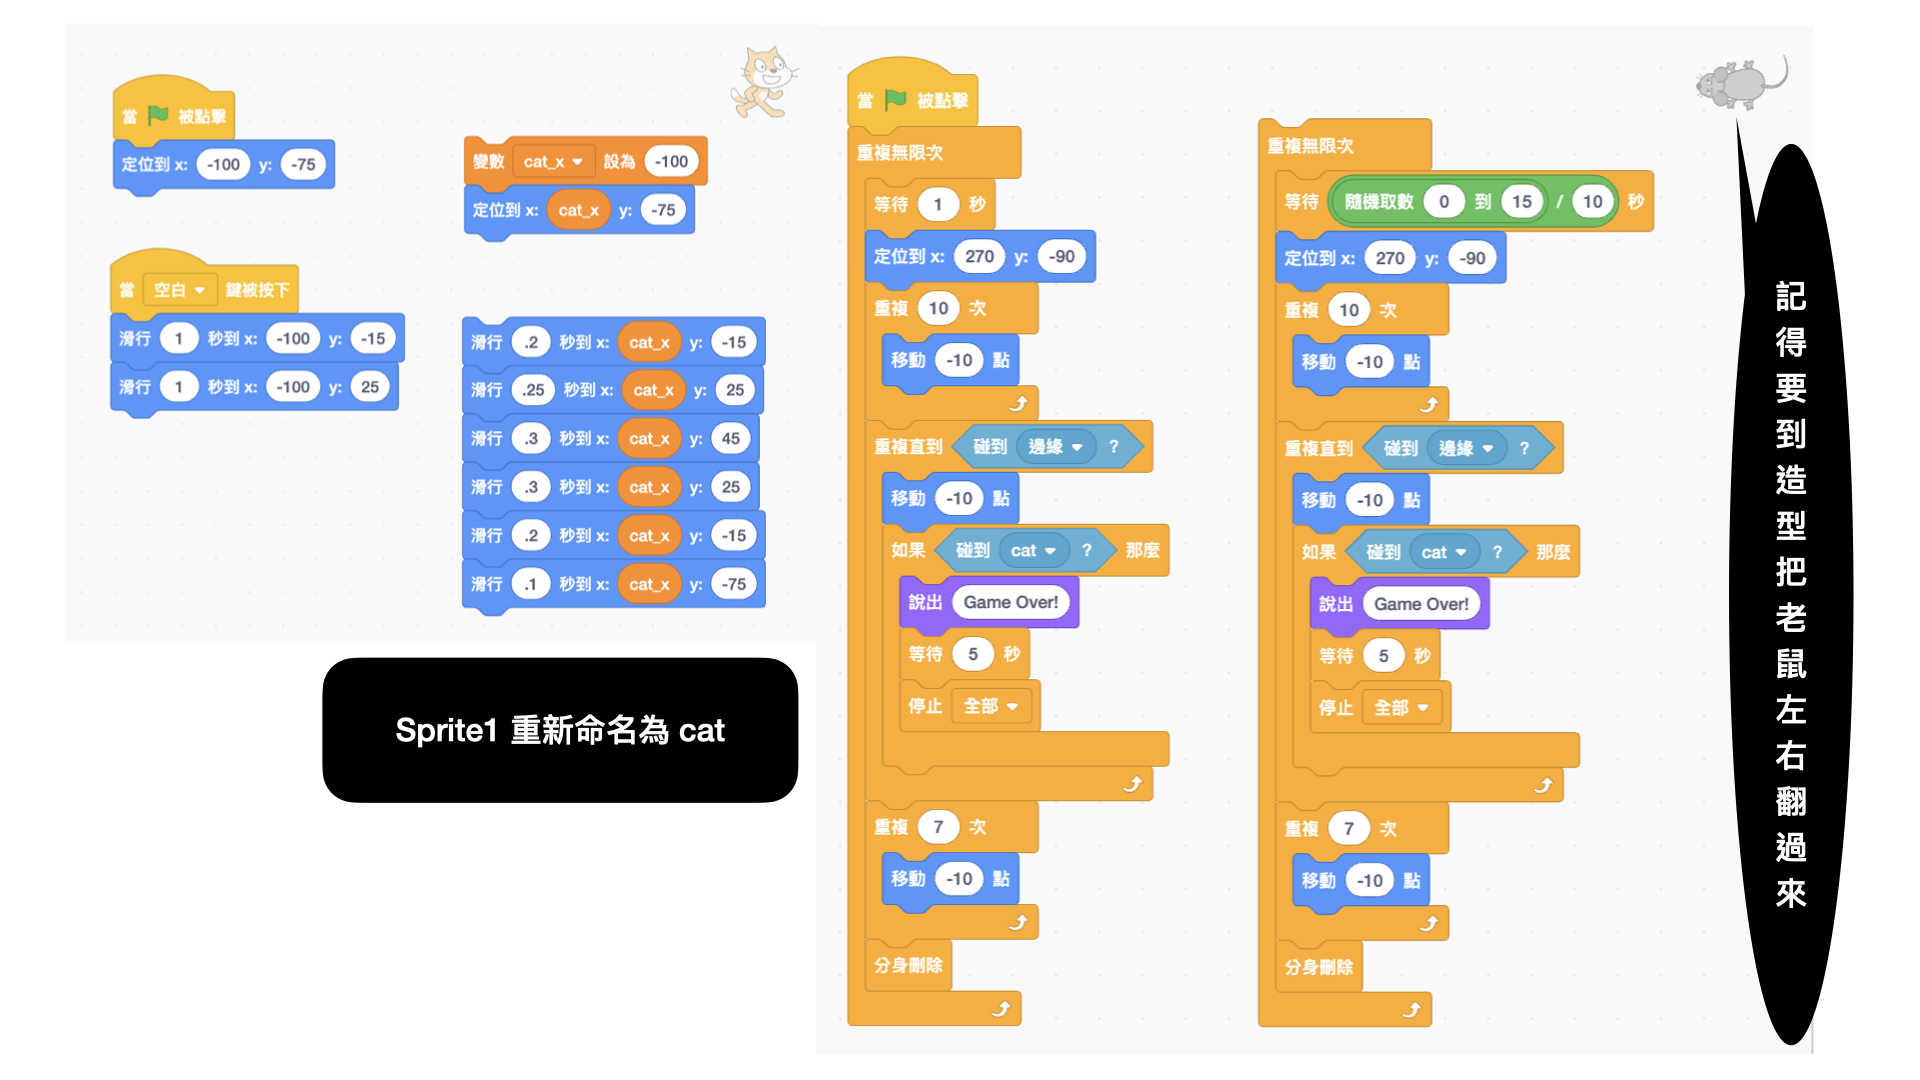 當 被點擊
定位到 x: -100 y: -75
當 空白 鍵被按下
滑行 1 秒到 x: -100 y: -15
滑行 1 秒到 x: -100 y: 25
變數 cat_x 設為 -100
定位到 x: cat_x y: -75
滑行 .2 秒到 x: cat_x y: -15
滑行 .25 秒到 x: cat_x y: 25
滑行 .3 秒到 x: cat_x y: 45
滑行 .3 秒到 x: cat_x y: 25
滑行 .2 秒到 x: cat_x y: -15
滑行 .1 秒到 x: cat_x y: -75
Sprite1 重新命名為 cat
當 被點擊
重複無限次
等待 1 秒
定位到 x: 270 y: -90
重複 10 次
移動 -10 點
重複直到 碰到 邊緣 ?
移動 -10 點
如果 碰到 cat ? 那麼
說出 Game Over!
等待 5 秒
停止 全部
重複 7 次
移動 -10 點
分身刪除
重複無限次
等待 隨機取數 0 到 15 / 10 秒
定位到 x: 270 y: -90
重複 10 次
移動 -10 點
重複直到 碰到 邊緣 ?
移動 -10 點
如果 碰到 cat ? 那麼
說出 Game Over!
等待 5 秒
停止 全部
重複 7 次
移動 -10 點
分身刪除
記得要到造型把老鼠左右翻過來